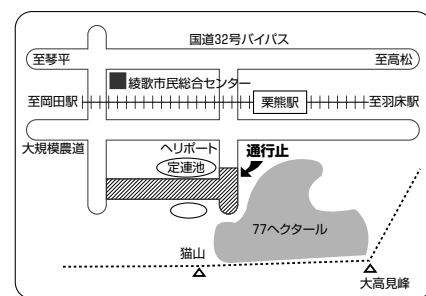 国道32号バイパス
至琴平
至高松
綾歌市民総合センター
至岡田駅
栗熊駅
至羽床駅
大規模農道
ヘリポート
通行止
定連池
77ヘクタール
猫山
大高見峰